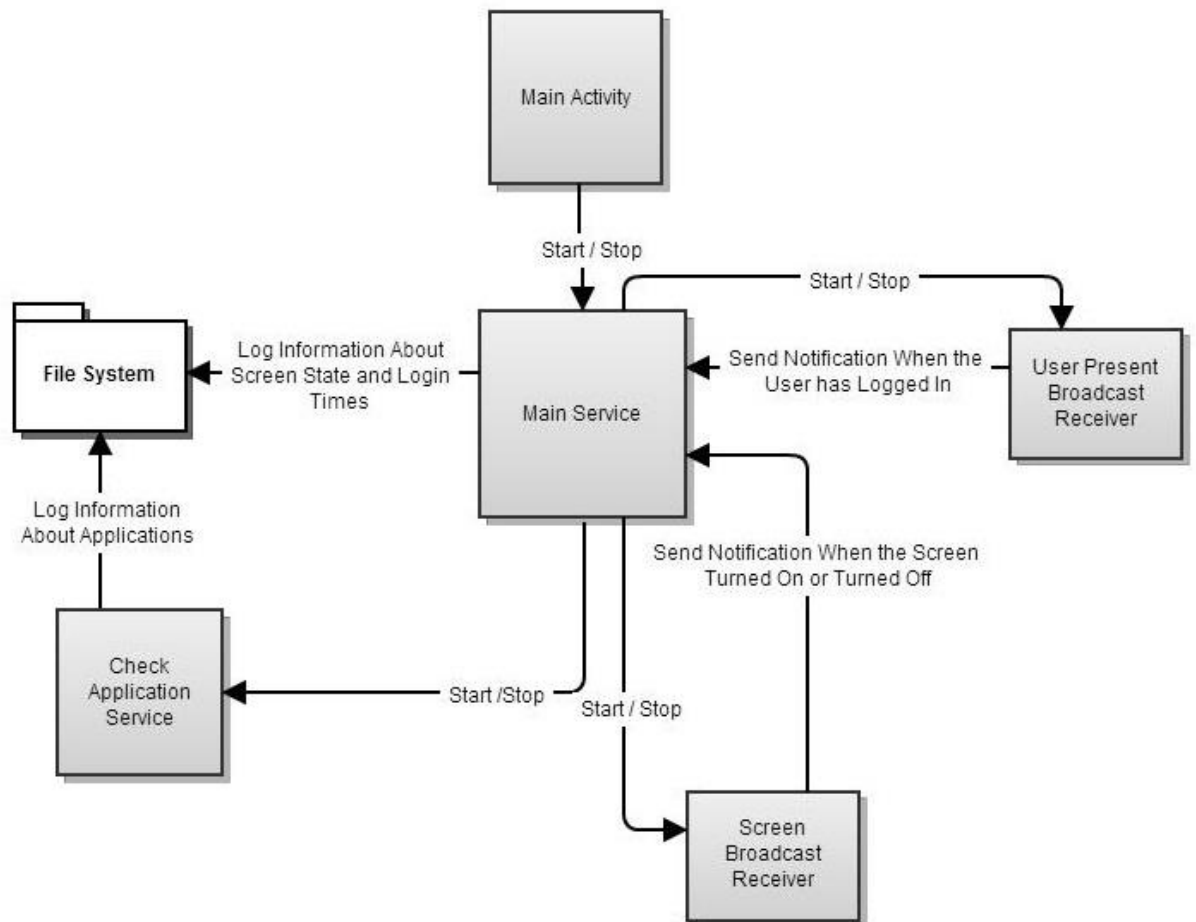 Main Activity
Start / Stop
Start / Stop
File System
Log Information About
Screen State and Login
Times
Main Service
Send Notification When the
User has Logged In
User Present
Broadcast
Receiver
Log Information
About Applications
Send Notification When the Screen
Turned On or Turned Off
Check
Application
Service
Start /Stop
Start / Stop
Screen
Broadcast
Receiver